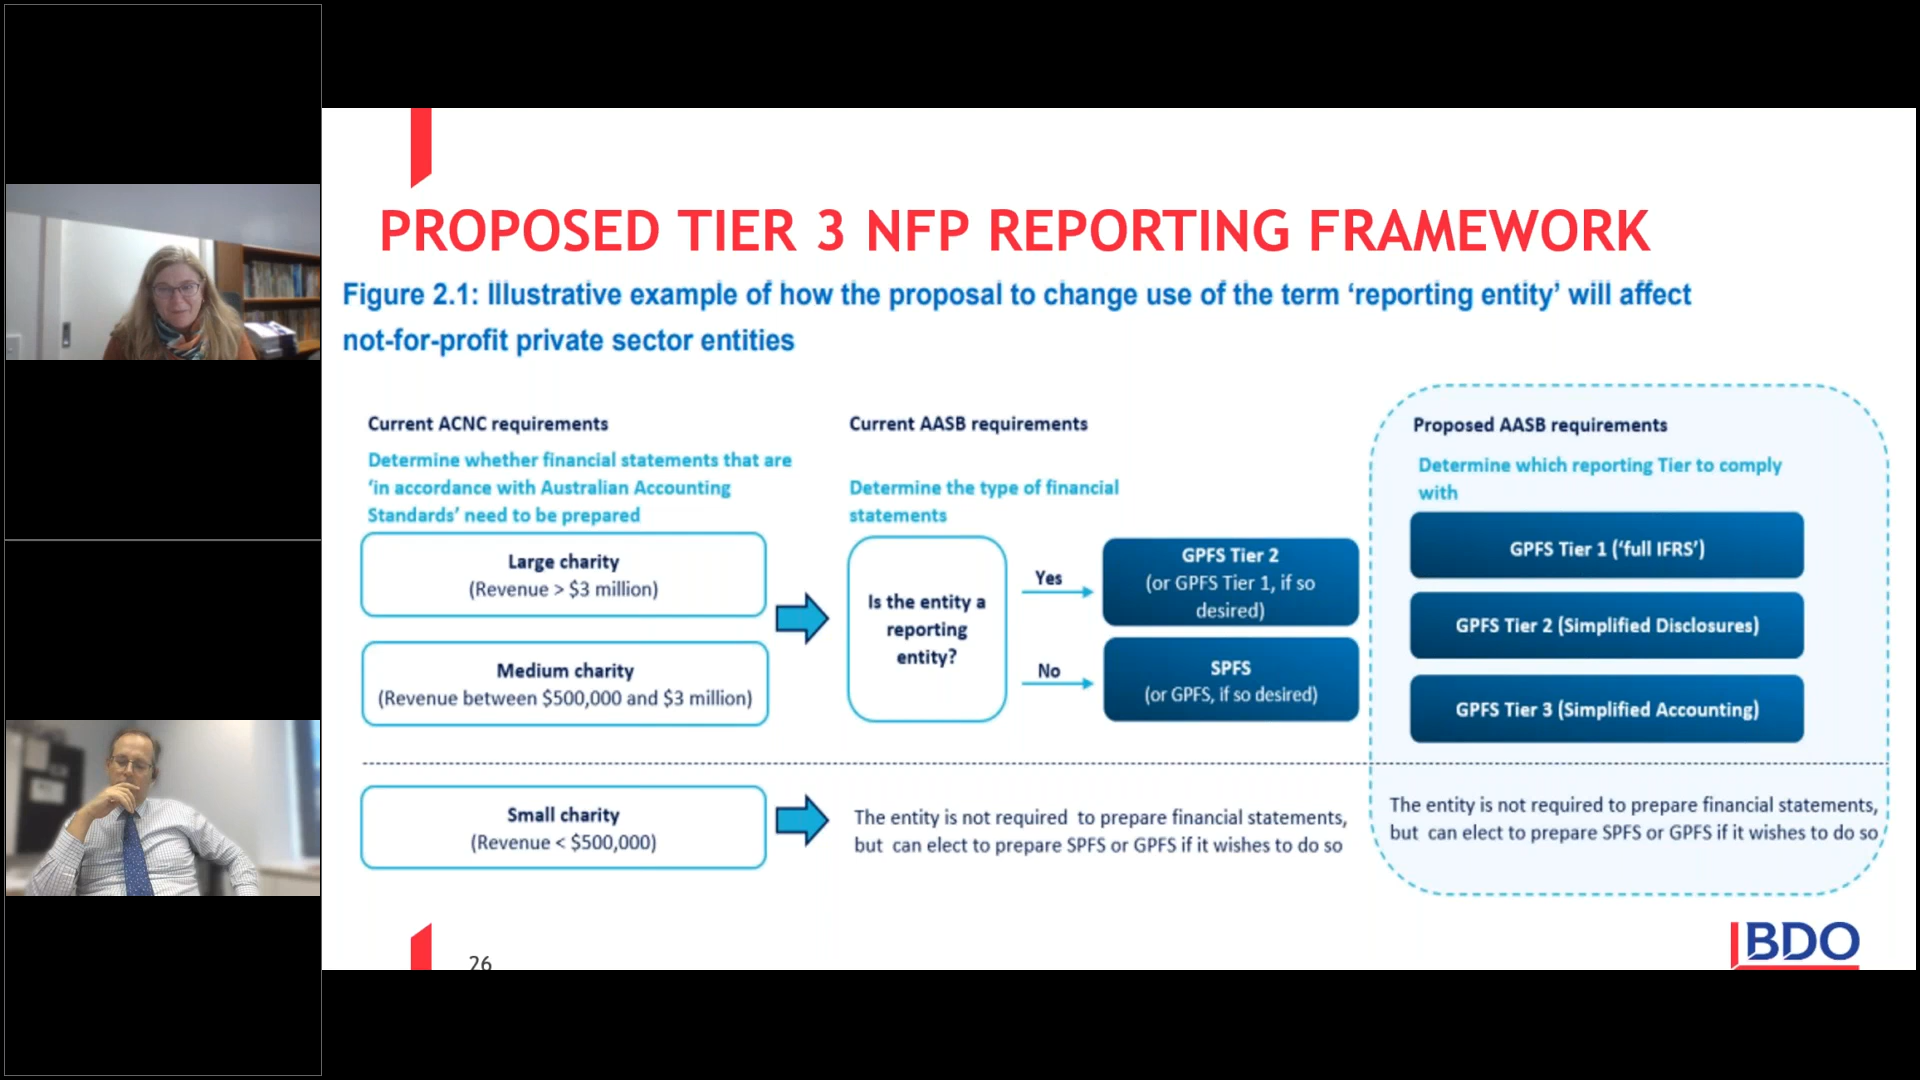 PROPOSED TIER 3 NFP REPORTING FRAMEWORK
Figure 2.1: Illustrative example of how the proposal to change use of the term ‘reporting entity’ will affect
not-for-profit private sector entities
Current ACNC requirements
Determine whether financial statements that are
‘in accordance with Australian Accounting
Standards’ need to be prepared
Large charity
(Revenue > $3 million)
Medium charity
(Revenue between $500,000 and $3 million)
Small charity
(Revenue < $500,000)
Current AASB requirements
Determine the type of financial
statements
Is the entity a
reporting
entity?
Yes
No
GPFS Tier 2
(or GPFS Tier 1, if so
desired)
SPFS
(or GPFS, if so desired)
The entity is not required to prepare financial statements,
but can elect to prepare SPFS or GPFS if it wishes to do so
Proposed AASB requirements
Determine which reporting Tier to comply
with
GPFS Tier 1 (‘full IFRS’)
GPFS Tier 2 (Simplified Disclosures)
GPFS Tier 3 (Simplified Accounting)
The entity is not required to prepare financial statements,
but can elect to prepare SPFS or GPFS if it wishes to do so
26
BDO